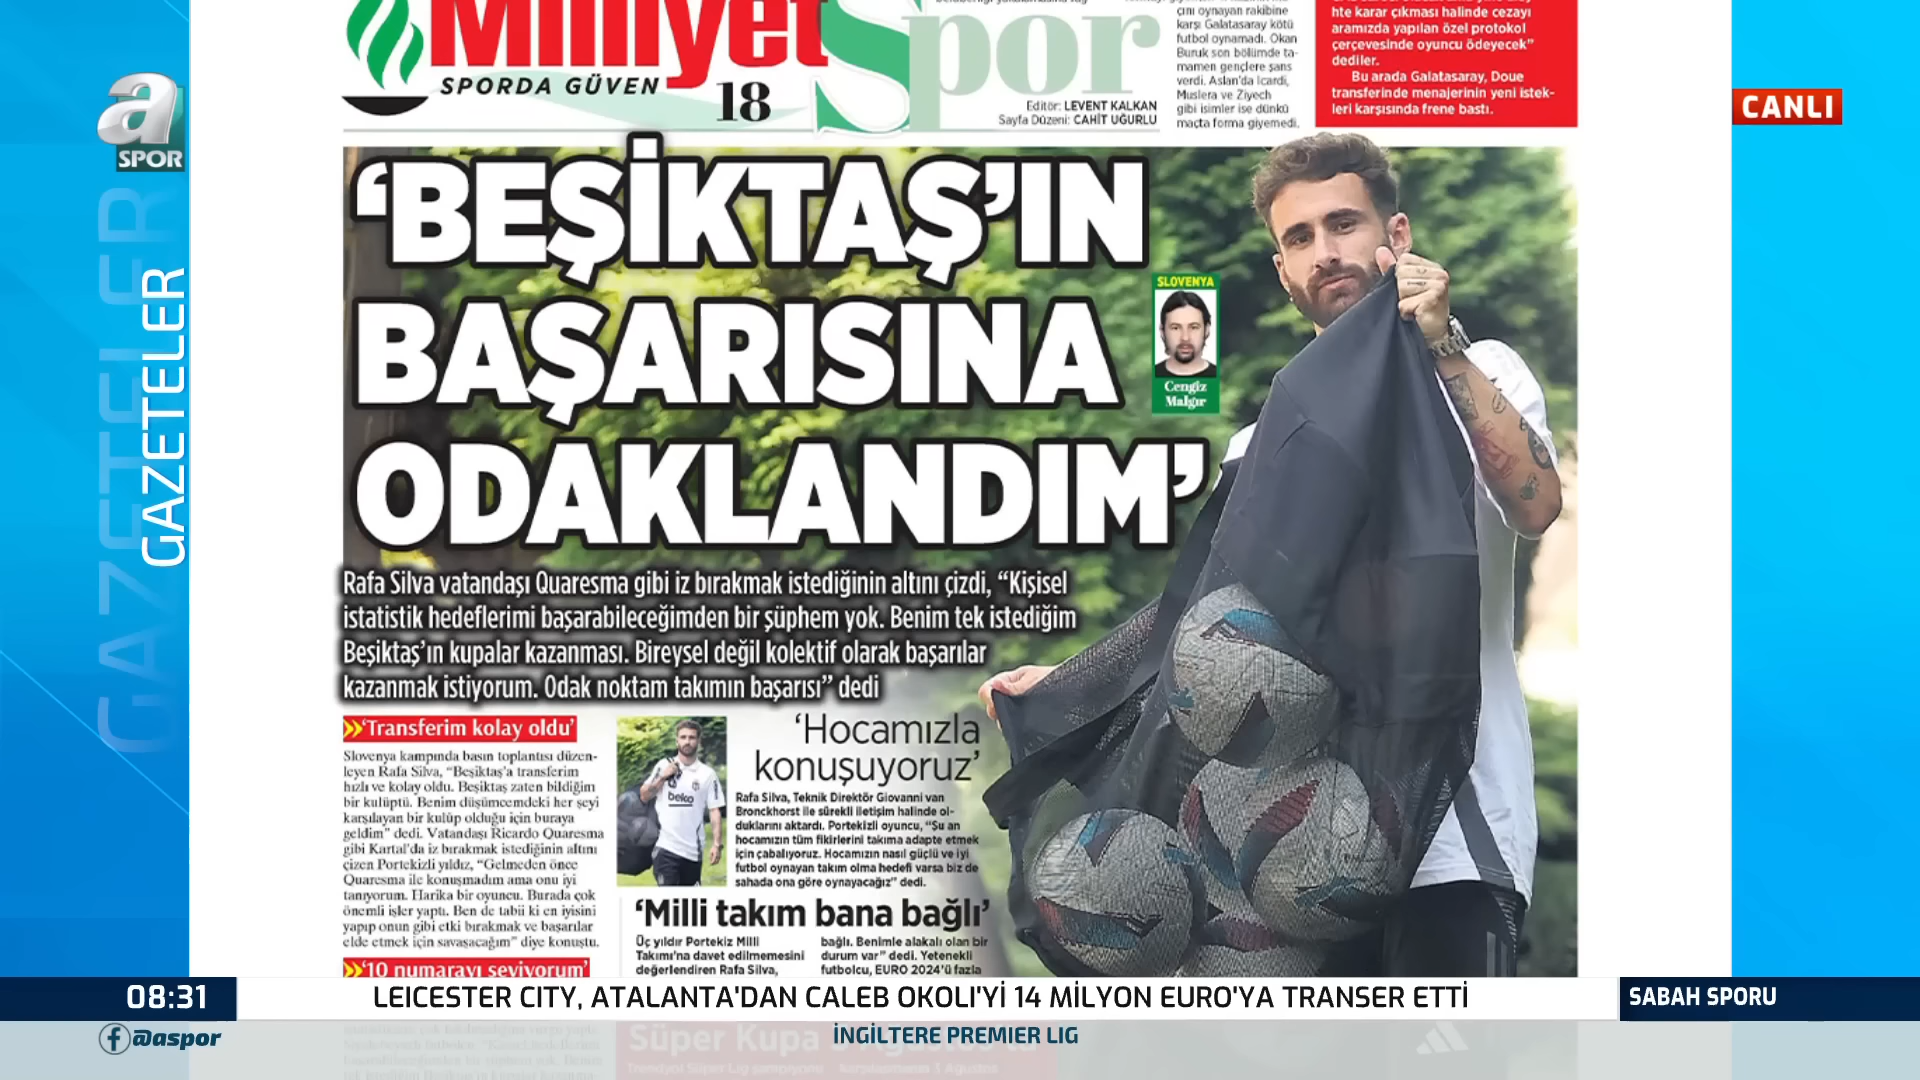 Milliyet
SPORDA GÜVEN
18
Spor
Editör: LEVENT KALKAN
Sayfa Düzeni: CAHİT UĞURLU
çını oynayan rakibine
karşı Galatasaray kötü
futbol oynamadı. Okan
Buruk son bölümde ta-
mamen gençlere şans
verdi. Aslan'da Icardi,
Muslera ve Ziyech
gibi isimler ise dünkü
maçta forma giyemedi.
hte karar çıkması halinde cezayı
aramızda yapılan özel protokol
çerçevesinde oyuncu ödeyecek"
dediler.
Bu arada Galatasaray, Doue
transferinde menajerinin yeni istek-
leri karşısında frene bastı.
a
SPOR
CANLI
GAZETELER
GAZETELER
'BEŞİKTAŞ'IN
BAŞARISINA
ODAKLANDIM'
SLOVENYA
Cengiz
Malgır
Rafa Silva vatandaşı Quaresma gibi iz bırakmak istediğinin altını çizdi, "Kişisel
istatistik hedeflerimi başarabileceğimden bir şüphem yok. Benim tek istediğim
Beşiktaş'ın kupalar kazanması. Bireysel değil kolektif olarak başarılar
kazanmak istiyorum. Odak noktam takımın başarısı" dedi
'Transferim kolay oldu'
Slovenya kampında basın toplantısı düzen-
leyen Rafa Silva, "Beşiktaş'a transferim
hızlı ve kolay oldu. Beşiktaş zaten bildiğim
bir kulüptü. Benim düşüncemdeki her şeyi
karşılayan bir kulüp olduğu için buraya
geldim" dedi. Vatandaşı Ricardo Quaresma
gibi Kartal'da iz bırakmak istediğinin altını
çizen Portekizli yıldız, "Gelmeden önce
Quaresma ile konuşmadım ama onu iyi
tanıyorum. Harika bir oyuncu. Burada çok
önemli işler yaptı. Ben de tabii ki en iyisini
yapıp onun gibi etki bırakmak ve başarılar
elde etmek için savaşacağım" diye konuştu.
'10 numarayı seviyorum'
beko
'Hocamızla
konuşuyoruz'
Rafa Silva, Teknik Direktör Giovanni van
Bronckhorst ile sürekli iletişim halinde ol-
duklarını aktardı. Portekizli oyuncu, "Şu an
hocamızın tüm fikirlerini takıma adapte etmek
için çabalıyoruz. Hocamızın nasıl güçlü ve iyi
futbol oynayan takım olma hedefi varsa biz de
sahada ona göre oynayacağız" dedi.
'Milli takım bana bağlı'
Üç yıldır Portekiz Milli
Takımı'na davet edilmemesini
değerlendiren Rafa Silva,
bağlı. Benimle alakalı olan bir
durum var" dedi. Yetenekli
futbolcu, EURO 2024'ü fazla
08:31
LEICESTER CITY, ATALANTA'DAN CALEB OKOLI'Yİ 14 MİLYON EURO'YA TRANSER ETTİ
SABAH SPORU
@aspor
İNGİLTERE PREMIER LIG
Süper Kupa